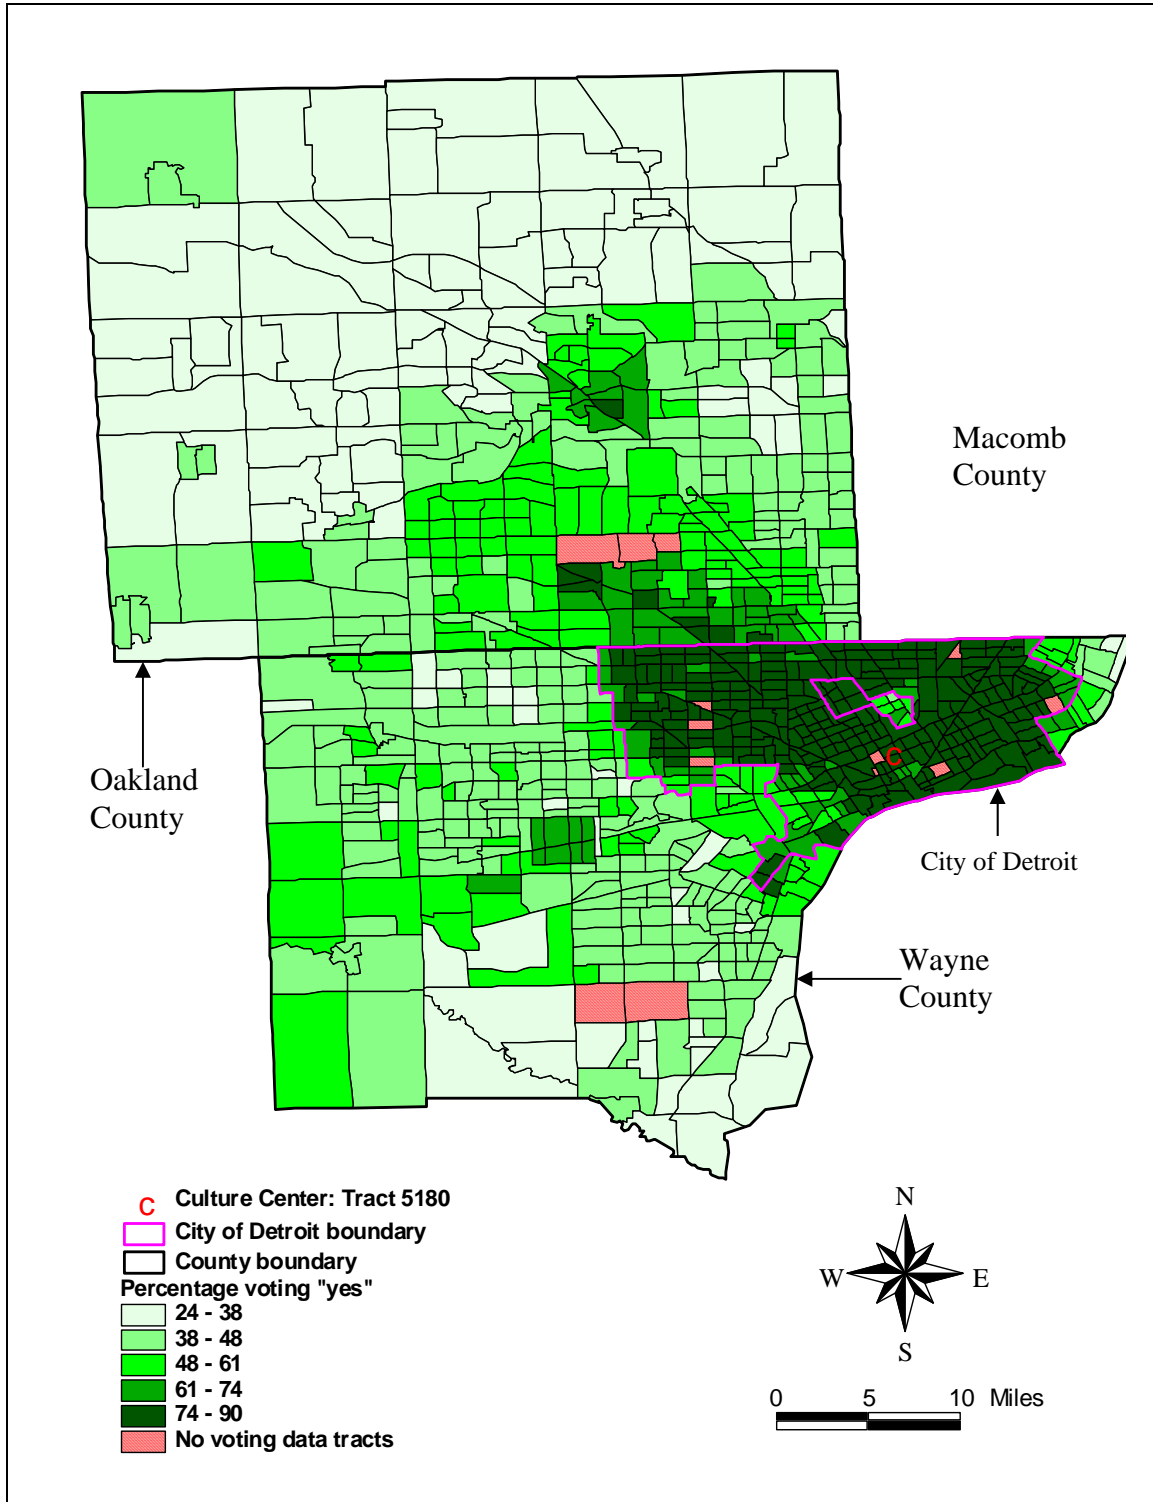 Macomb
County
Oakland
County
City of Detroit
Wayne
County
C
C Culture Center: Tract 5180
City of Detroit boundary
County boundary
Percentage voting "yes"
24 - 38
38 - 48
48 - 61
61 - 74
74 - 90
No voting data tracts
N
W E
S
0 5 10 Miles